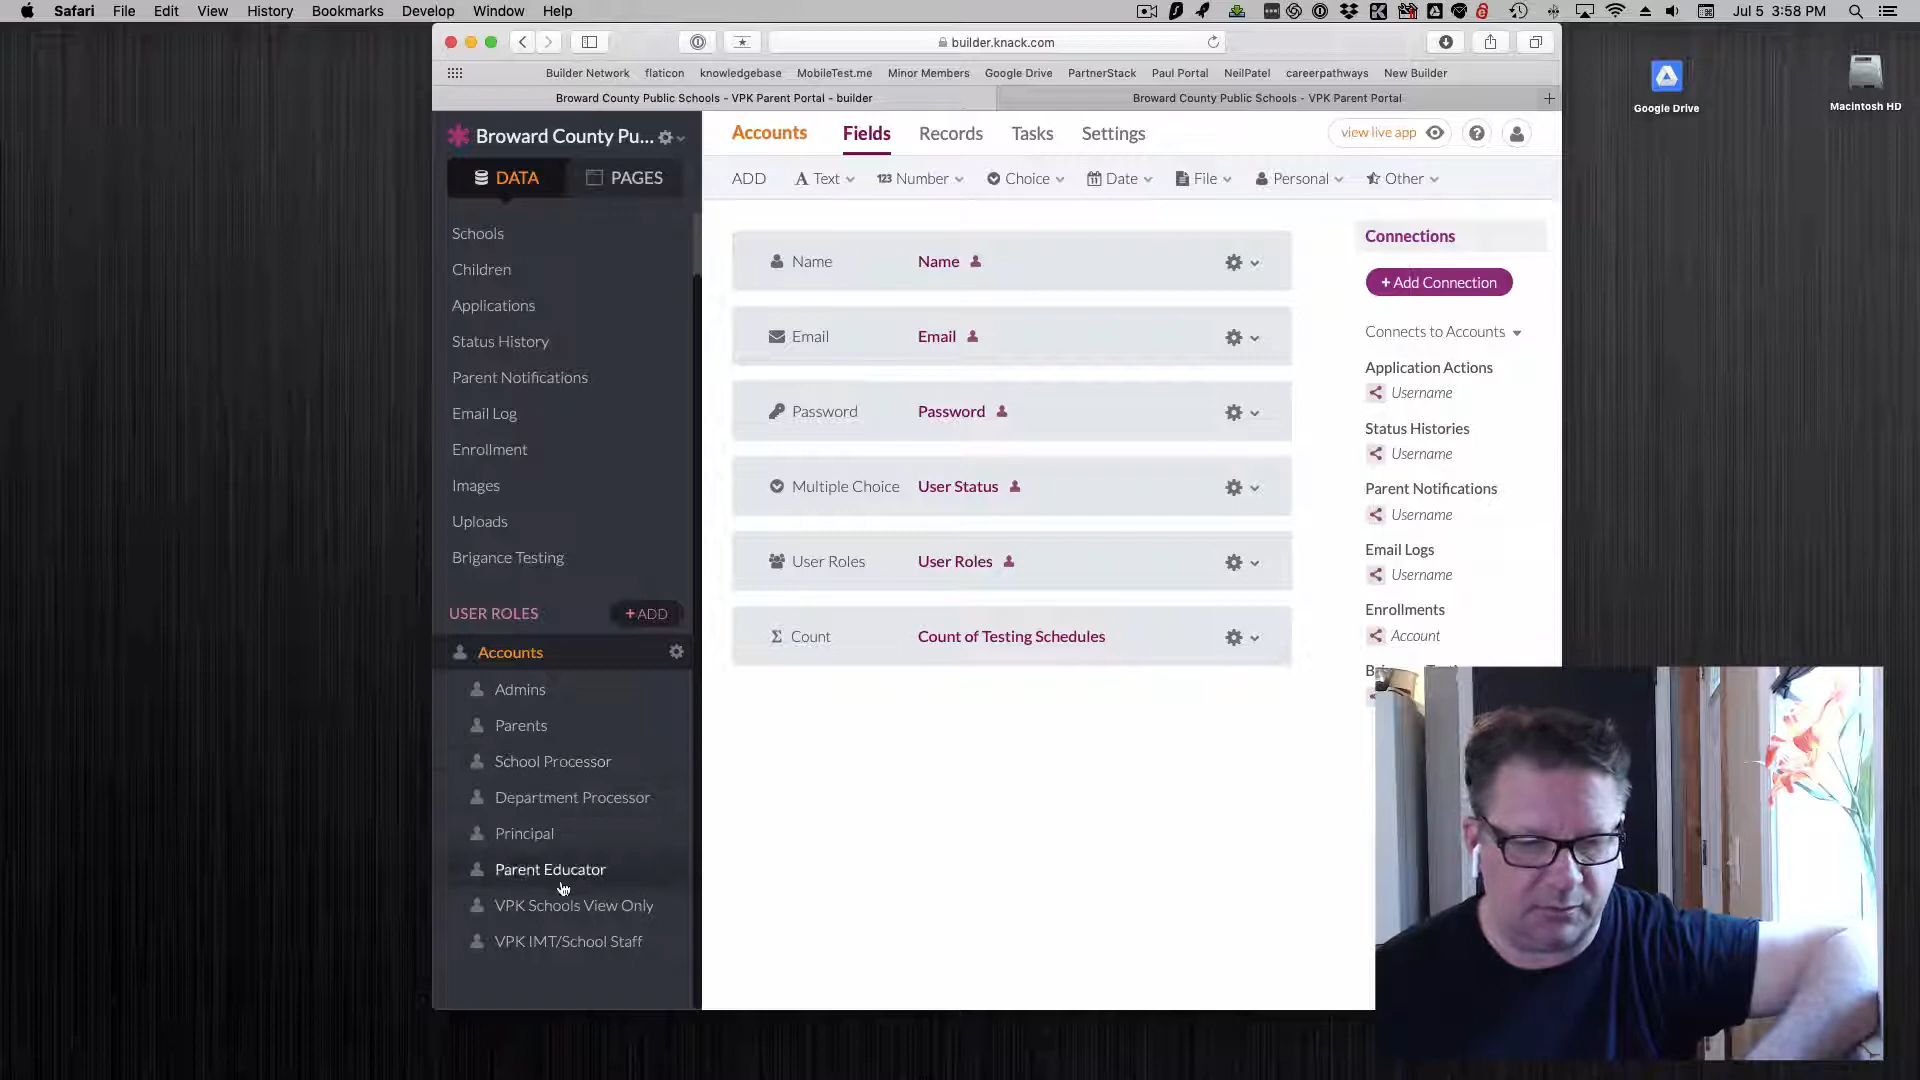 Safari File Edit View History Bookmarks Develop Window Help Jul 5 3:58 PM
builder.knack.com
Builder Network flaticon knowledgebase MobileTest.me Minor Members Google Drive PartnerStack Paul Portal NeilPatel careerpathways New Builder
Broward County Public Schools - VPK Parent Portal - builder Broward County Public Schools - VPK Parent Portal
Google Drive
Macintosh HD
Broward County Pu...
DATA PAGES
Schools
Children
Applications
Status History
Parent Notifications
Email Log
Enrollment
Images
Uploads
Brigance Testing
USER ROLES +ADD
Accounts
Admins
Parents
School Processor
Department Processor
Principal
Parent Educator
VPK Schools View Only
VPK IMT/School Staff
Accounts Fields Records Tasks Settings view live app ?
ADD Text 123 Number Choice Date File Personal Other
Name Name
Email Email
Password Password
Multiple Choice User Status
User Roles User Roles
Σ Count Count of Testing Schedules
Connections
+ Add Connection
Connects to Accounts
Application Actions
Username
Status Histories
Username
Parent Notifications
Username
Email Logs
Username
Enrollments
Account